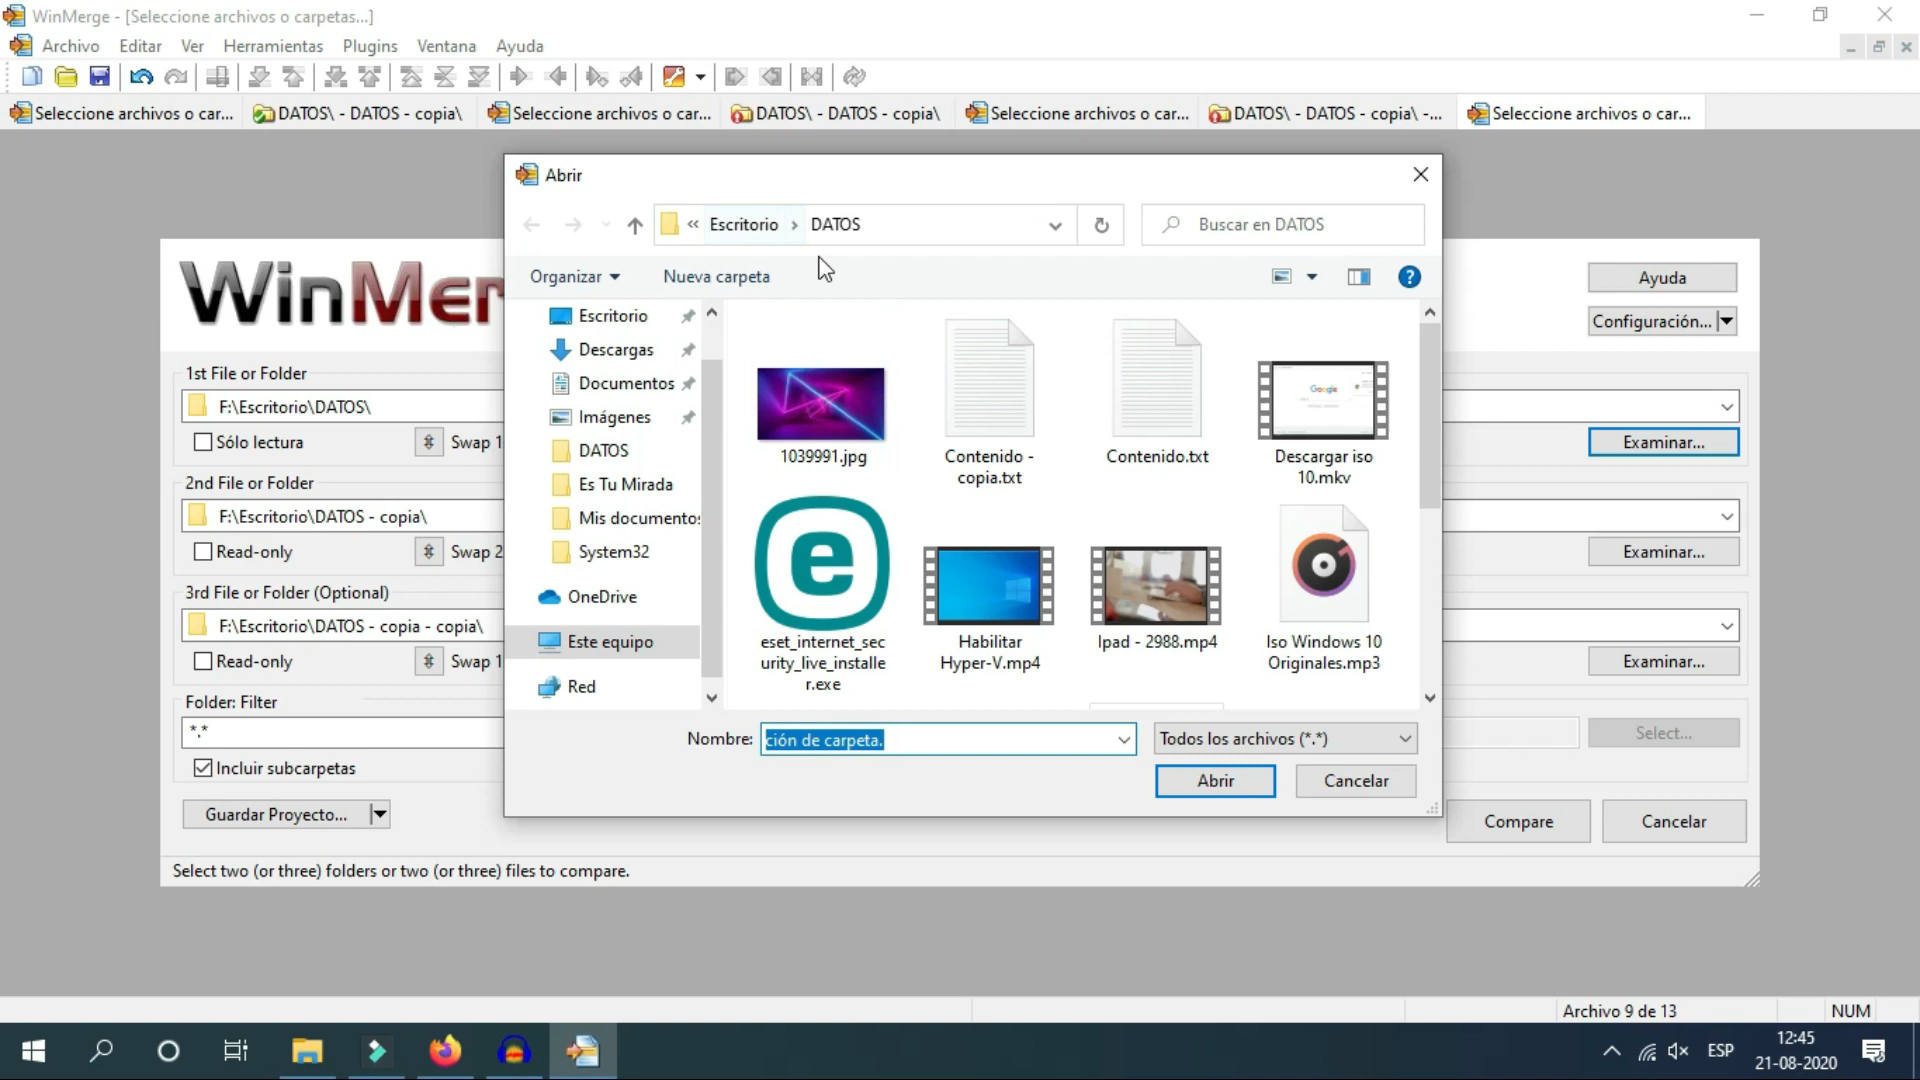 WinMerge - [Seleccione archivos o carpetas...]
Archivo Editar Ver Herramientas Plugins Ventana Ayuda
Seleccione archivos o car... DATOS\ - DATOS - copia\ Seleccione archivos o car... DATOS\ - DATOS - copia\ Seleccione archivos o car... DATOS\ - DATOS - copia\ -... Seleccione archivos o car...
Abrir
« Escritorio › DATOS
Buscar en DATOS
Organizar Nueva carpeta
Escritorio
Descargas
Documentos
Imágenes
DATOS
Es Tu Mirada
Mis documentos
System32
OneDrive
Este equipo
Red
1039991.jpg
Contenido -
copia.txt
Contenido.txt
Descargar iso
10.mkv
eset_internet_sec
urity_live_installe
r.exe
Habilitar
Hyper-V.mp4
Ipad - 2988.mp4
Iso Windows 10
Originales.mp3
Nombre: ción de carpeta.
Todos los archivos (*.*)
Abrir Cancelar
WinMer
Ayuda
Configuración...
1st File or Folder
F:\Escritorio\DATOS\
Sólo lectura Swap 1
Examinar...
2nd File or Folder
F:\Escritorio\DATOS - copia\
Read-only Swap 2
Examinar...
3rd File or Folder (Optional)
F:\Escritorio\DATOS - copia - copia\
Read-only Swap 1
Examinar...
Folder: Filter
*.*
Select...
Incluir subcarpetas
Guardar Proyecto...
Compare Cancelar
Select two (or three) folders or two (or three) files to compare.
Archivo 9 de 13 NUM
ESP
12:45
21-08-2020